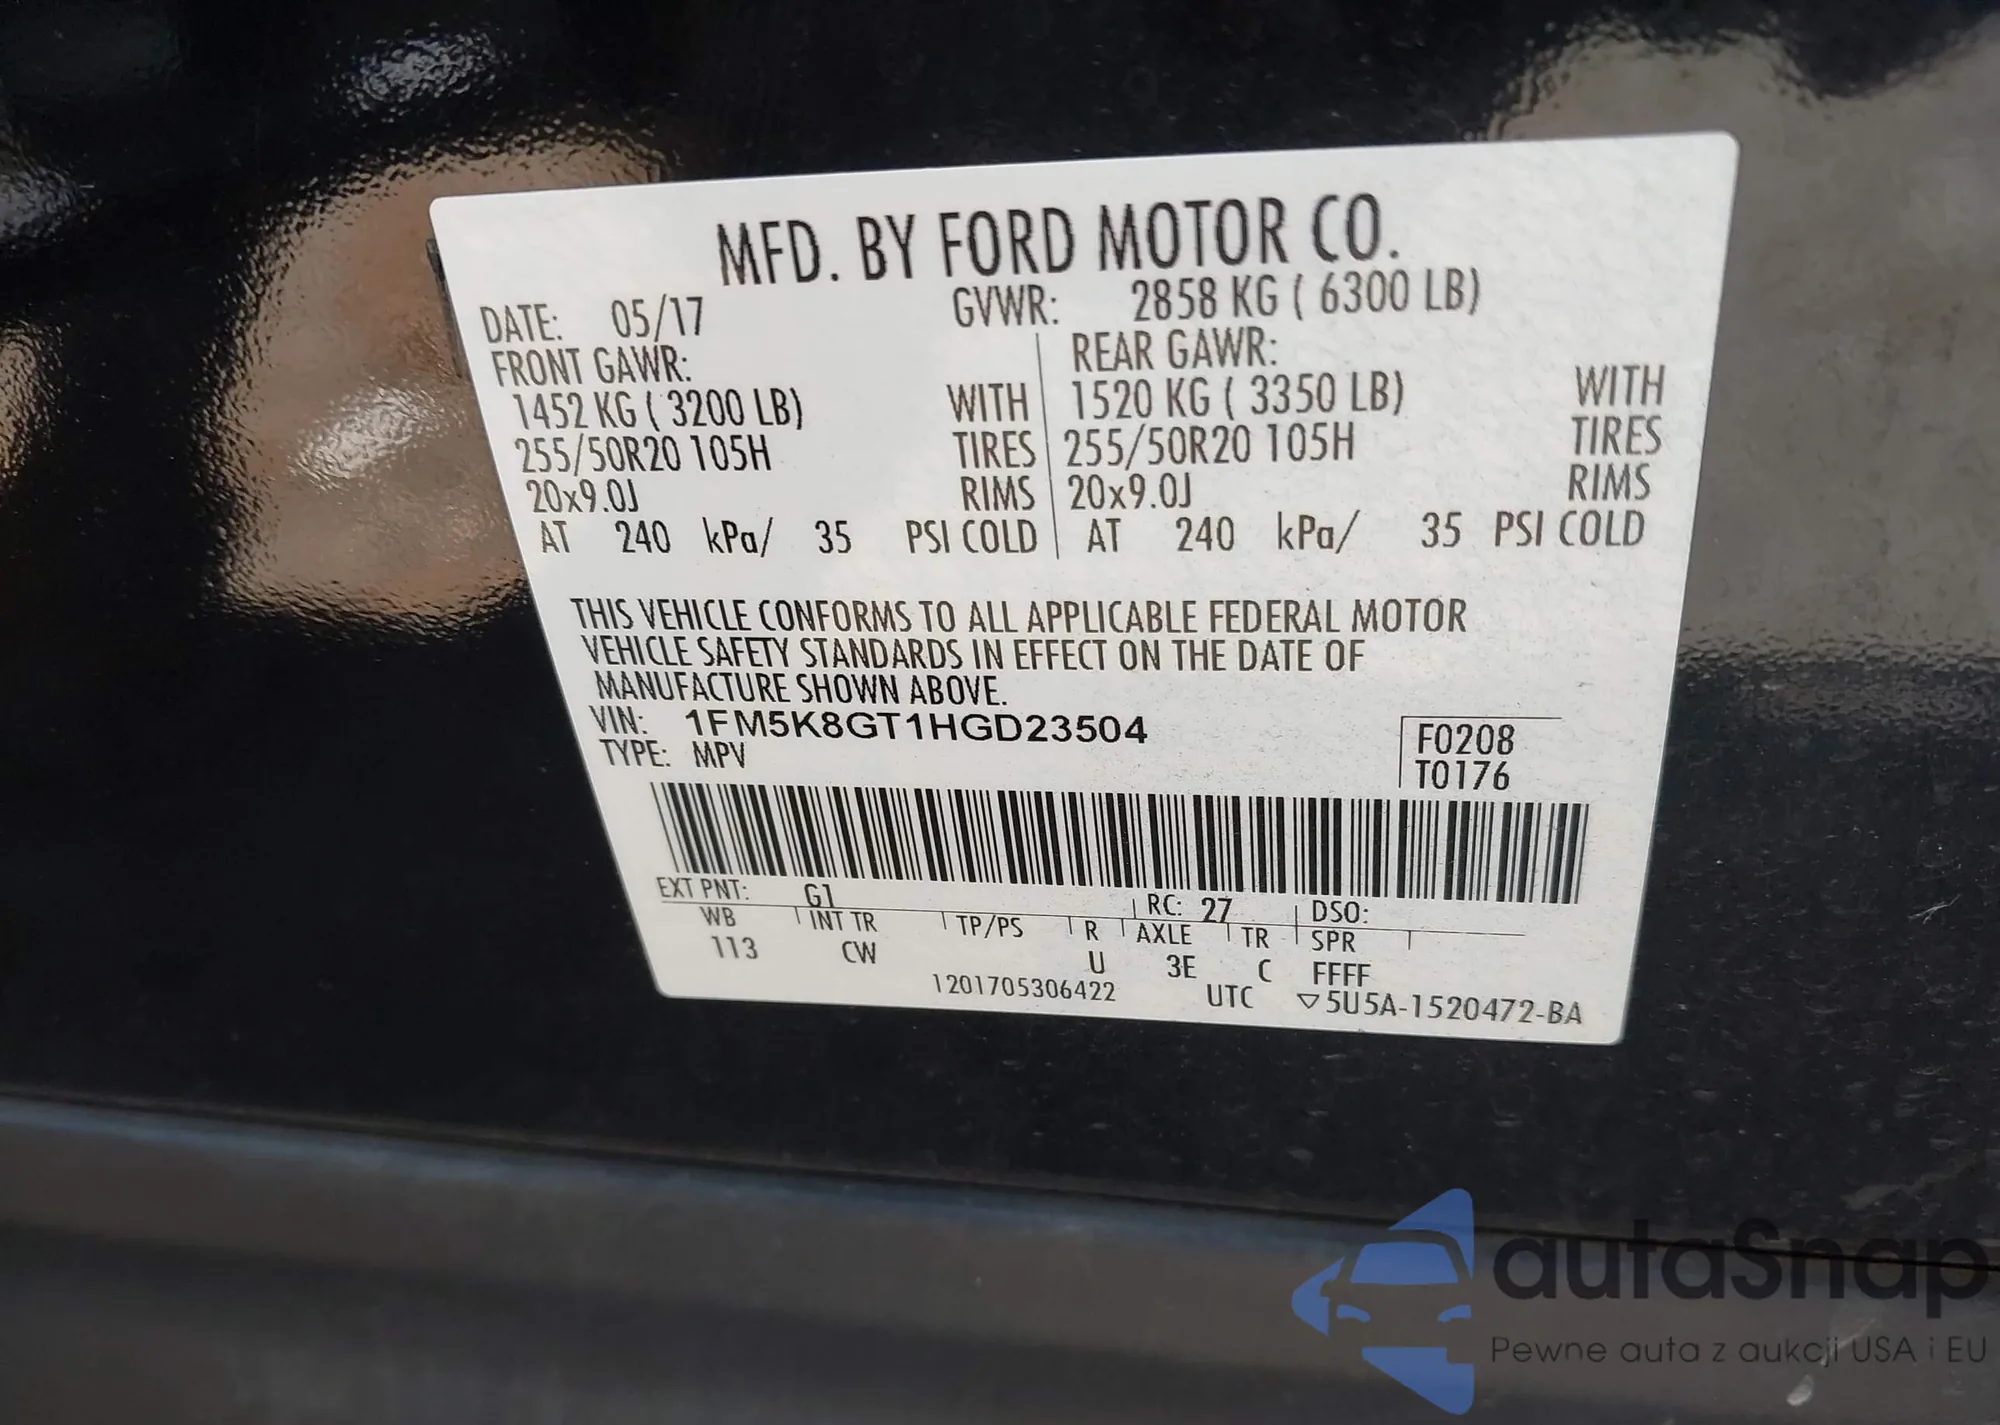 MFD. BY FORD MOTOR CO.
DATE: 05/17 GVWR: 2858 KG ( 6300 LB)
FRONT GAWR: REAR GAWR:
1452 KG ( 3200 LB) WITH 1520 KG ( 3350 LB) WITH
255/50R20 105H TIRES 255/50R20 105H TIRES
20x9.0J RIMS 20x9.0J RIMS
AT 240 kPa/ 35 PSI COLD AT 240 kPa/ 35 PSI COLD
THIS VEHICLE CONFORMS TO ALL APPLICABLE FEDERAL MOTOR
VEHICLE SAFETY STANDARDS IN EFFECT ON THE DATE OF
MANUFACTURE SHOWN ABOVE.
VIN: 1FM5K8GT1HGD23504 F0208
TYPE: MPV T0176
EXT PNT: G1 RC: 27 DSO:
WB INT TR TP/PS R AXLE TR SPR
113 CW U 3E C FFFF
1201705306422 UTC ▽5U5A-1520472-BA
autaSnap
Pewne auta z aukcji USA i EU